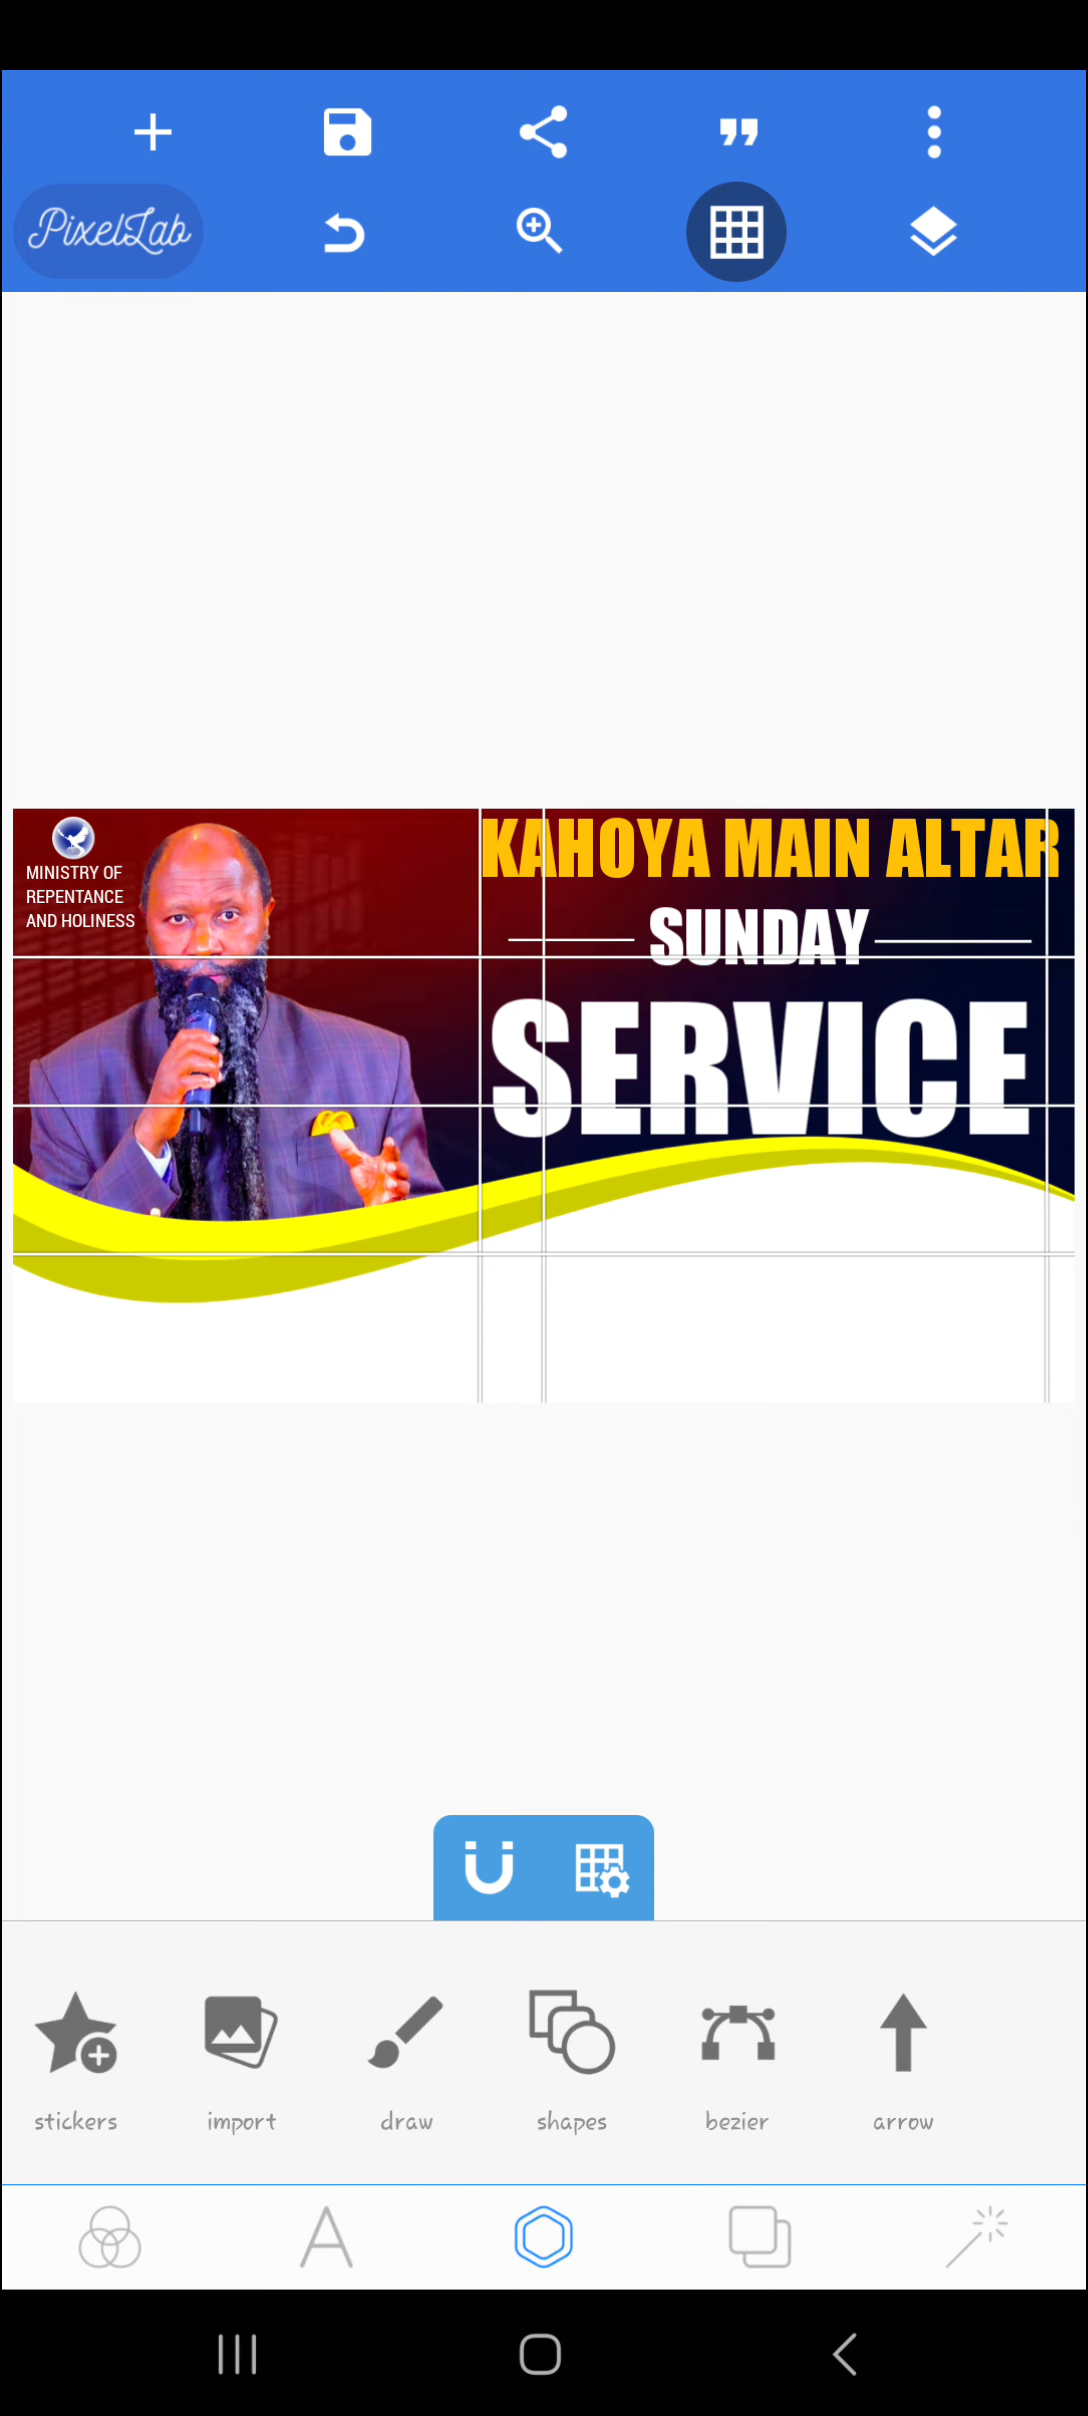 PixelLab
MINISTRY OF
REPENTANCE
AND HOLINESS
KAHOYA MAIN ALTAR
SUNDAY
SERVICE
stickers
import
draw
shapes
bezier
arrow